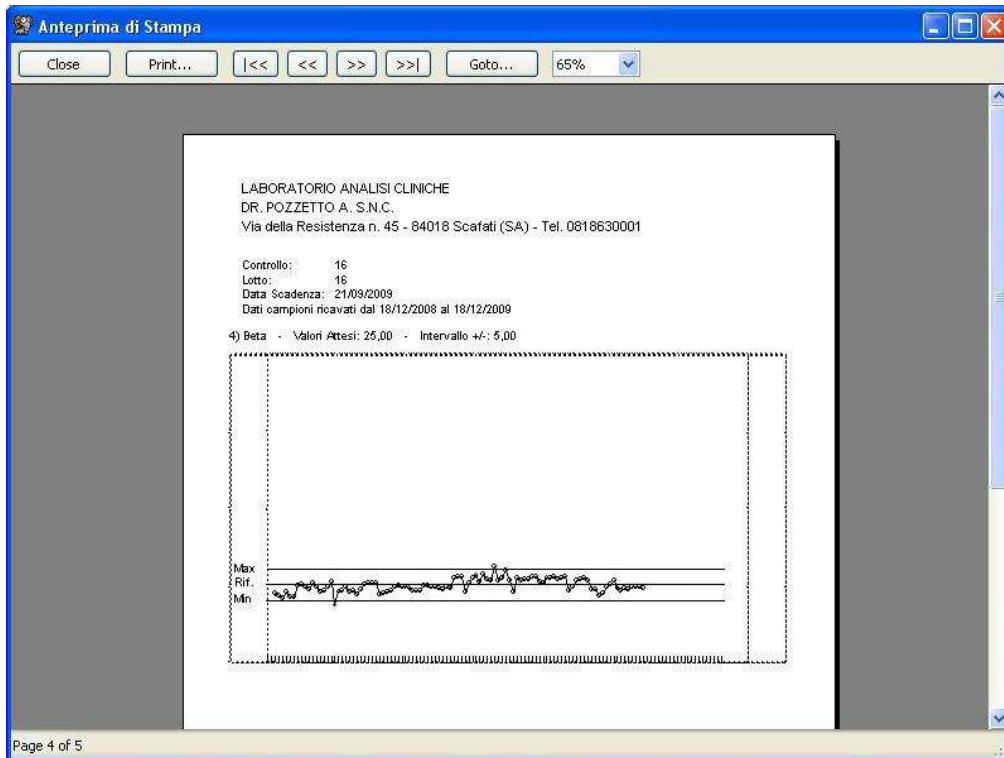 Anteprima di Stampa
Close Print... |<< << >> >>| Goto... 65%
LABORATORIO ANALISI CLINICHE
DR. POZZETTO A. S.N.C.
Via della Resistenza n. 45 - 84018 Scafati (SA) - Tel. 0818630001
Controllo: 16
Lotto: 16
Data Scadenza: 21/09/2009
Dati campioni ricavati dal 18/12/2008 al 18/12/2009
4) Beta - Valori Attesi: 25,00 - Intervallo +/-: 5,00
Max
Rif.
Min
Page 4 of 5